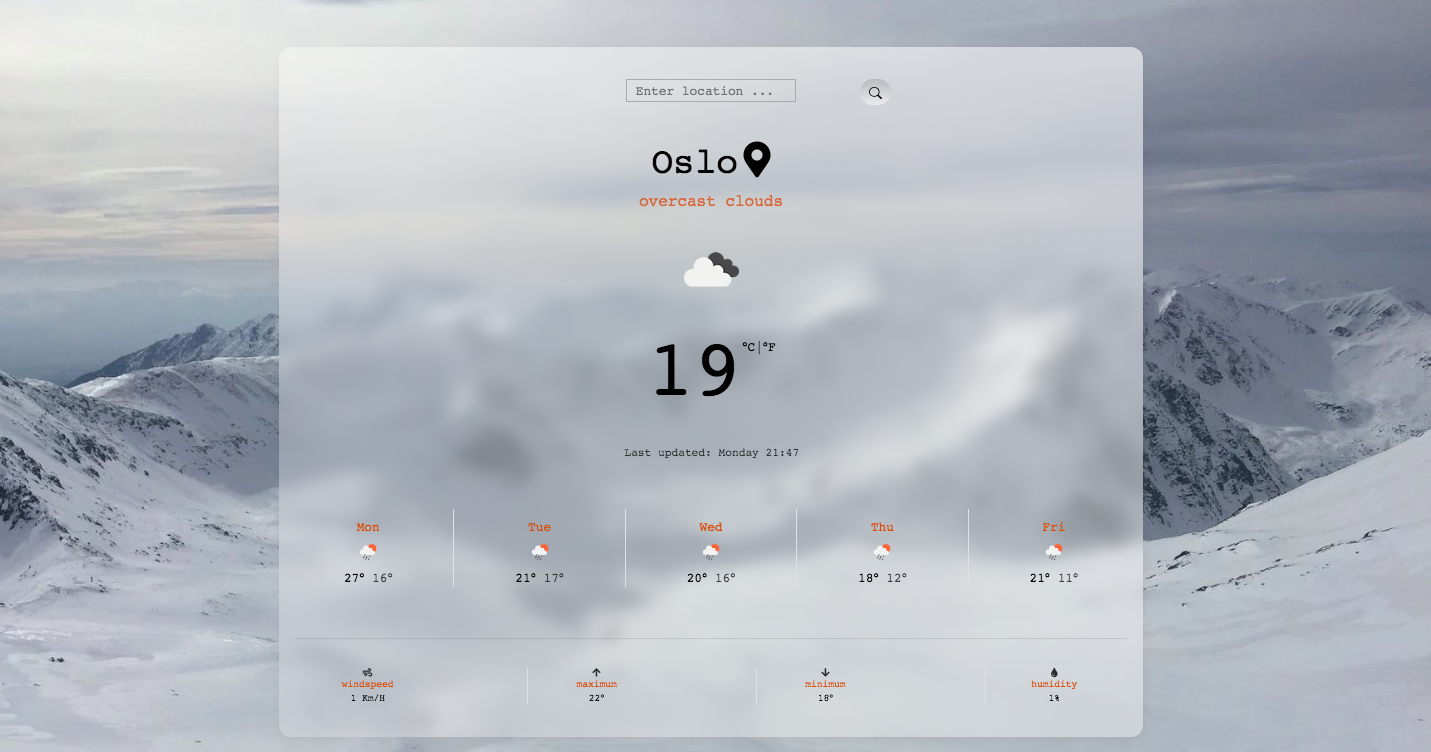 Enter location ...
Oslo
overcast clouds
19 °C|°F
Last updated: Monday 21:47
Mon Tue Wed Thu Fri
27° 16° 21° 17° 20° 16° 18° 12° 21° 11°
windspeed maximum minimum humidity
1 Km/H 22° 18° 1%